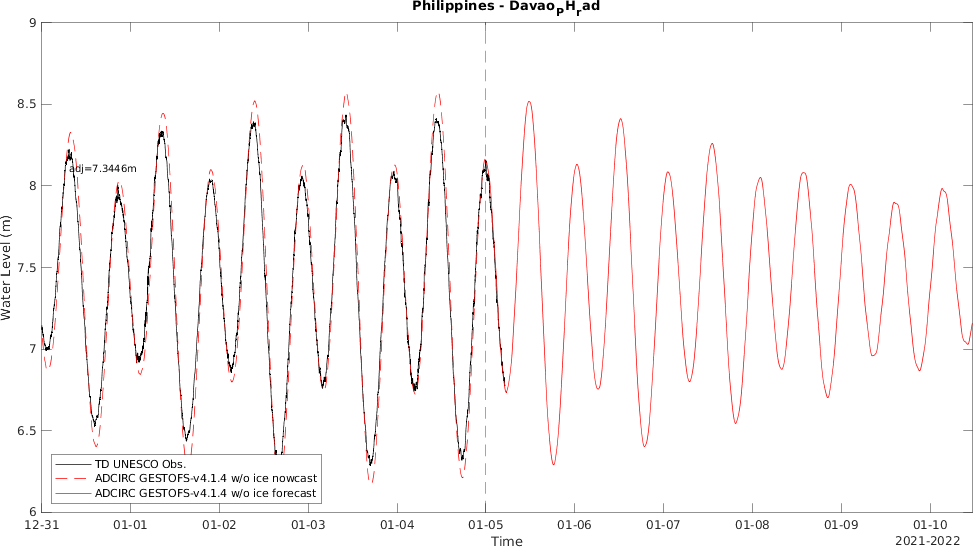 Philippines - DavaopHrad
9
8.5
adj=7.3446m
8
7.5
7
6.5
6
Water Level (m)
TD UNESCO Obs.
ADCIRC GESTOFS-v4.1.4 w/o ice nowcast
ADCIRC GESTOFS-v4.1.4 w/o ice forecast
12-31 01-01 01-02 01-03 01-04 01-05 01-06 01-07 01-08 01-09 01-10
Time
2021-2022